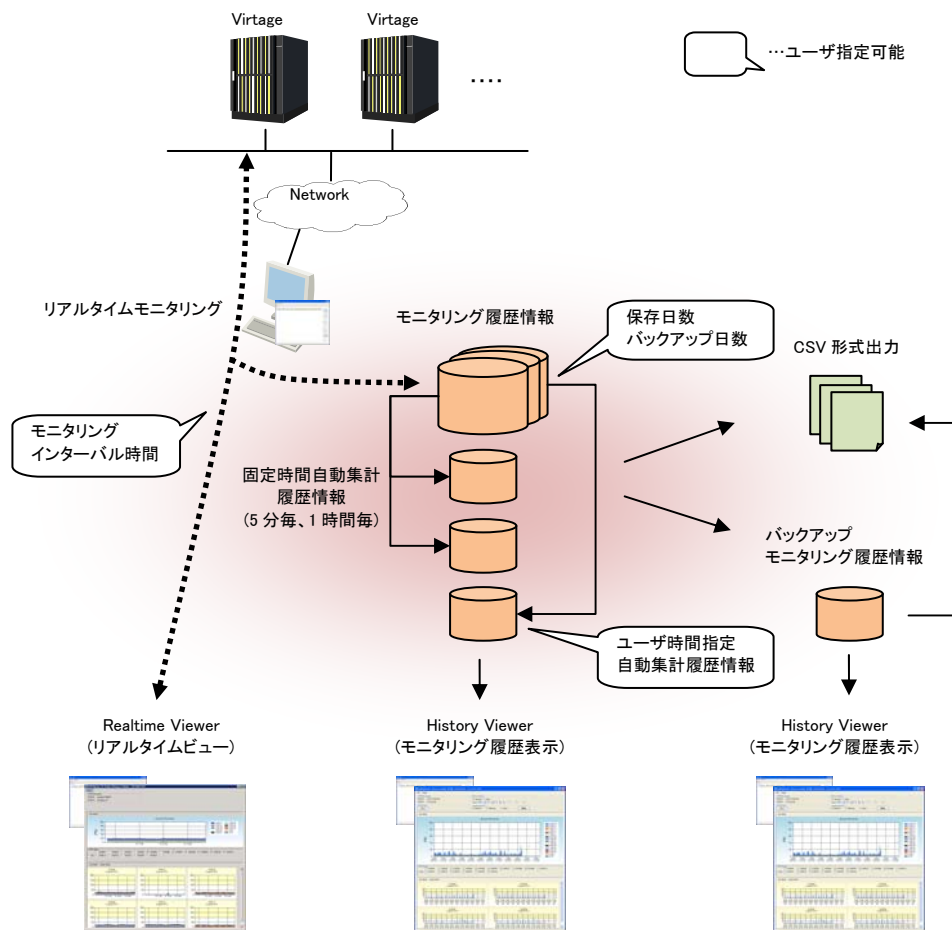 Virtage
Virtage
‥‥
…ユーザ指定可能
Network
リアルタイムモニタリング
モニタリング履歴情報
保存日数
バックアップ日数
CSV 形式出力
モニタリング
インターバル時間
固定時間自動集計
履歴情報
(5 分毎、1 時間毎)
バックアップ
モニタリング履歴情報
ユーザ時間指定
自動集計履歴情報
Realtime Viewer
(リアルタイムビュー)
History Viewer
(モニタリング履歴表示)
History Viewer
(モニタリング履歴表示)